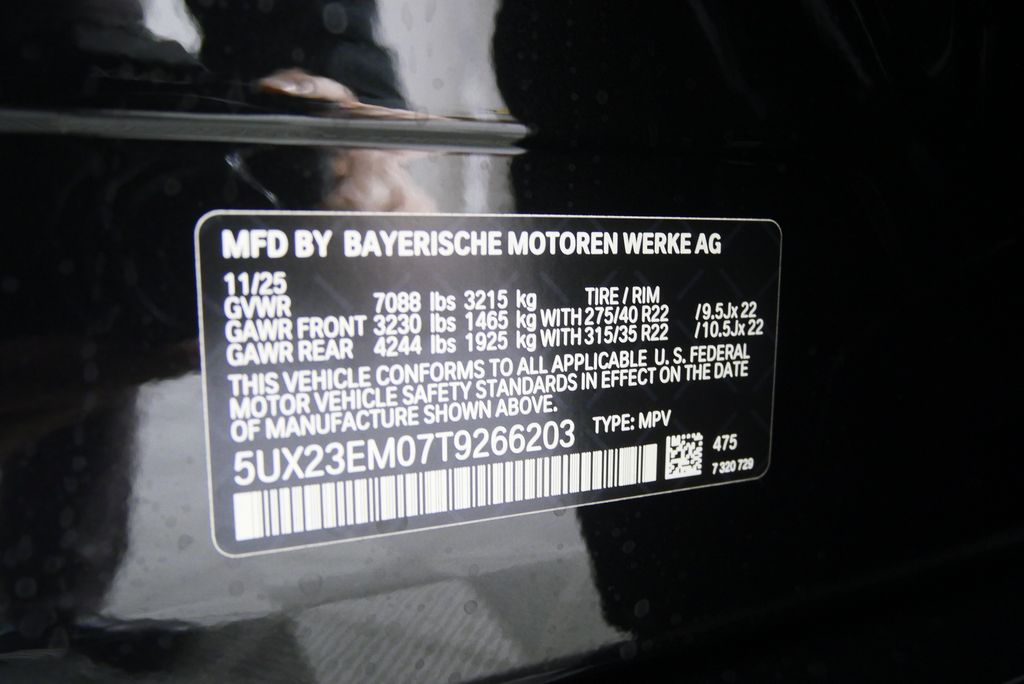 MFD BY BAYERISCHE MOTOREN WERKE AG
11/25
GVWR 7088 lbs 3215 kg TIRE / RIM
GAWR FRONT 3230 lbs 1465 kg WITH 275/40 R22 /9.5Jx 22
GAWR REAR 4244 lbs 1925 kg WITH 315/35 R22 /10.5Jx 22
THIS VEHICLE CONFORMS TO ALL APPLICABLE U. S. FEDERAL
MOTOR VEHICLE SAFETY STANDARDS IN EFFECT ON THE DATE
OF MANUFACTURE SHOWN ABOVE.
5UX23EM07T9266203 TYPE: MPV
475
7 320 729